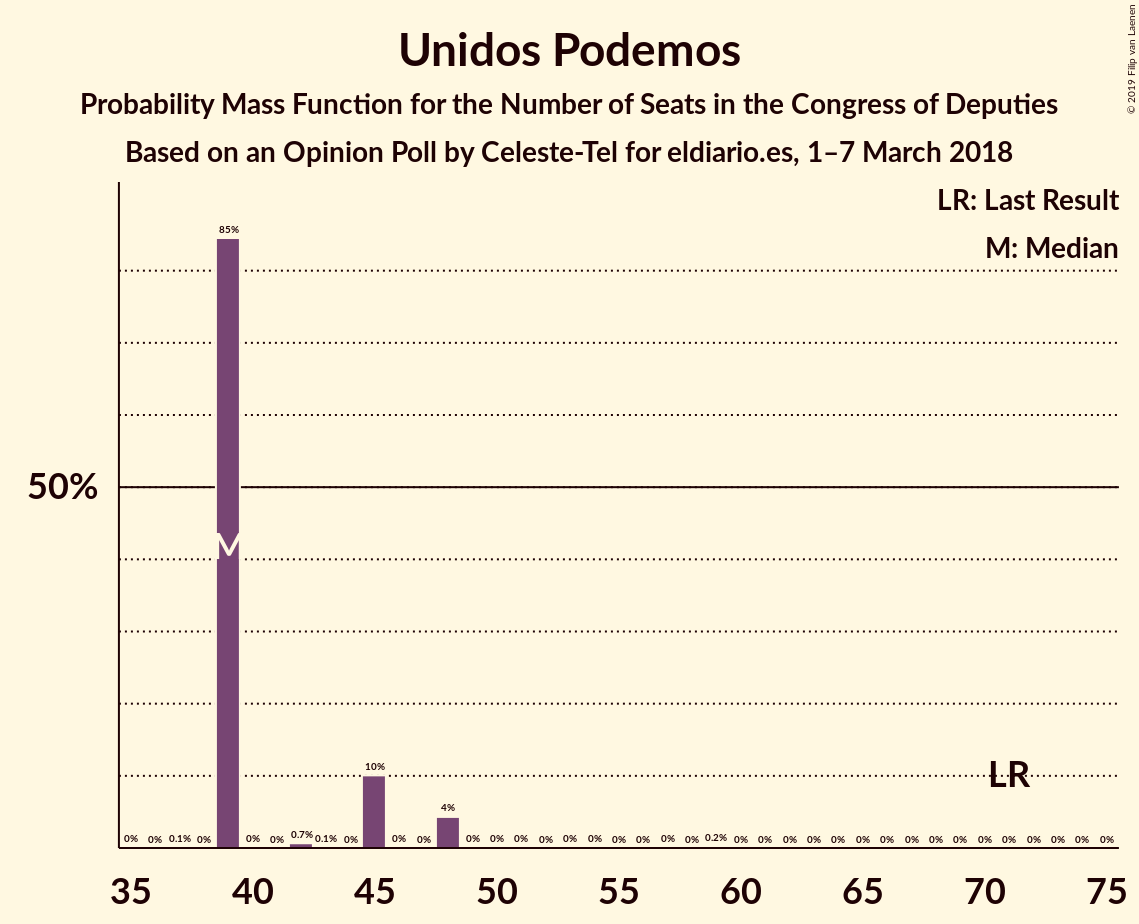 Unidos Podemos
Probability Mass Function for the Number of Seats in the Congress of Deputies
Based on an Opinion Poll by Celeste-Tel for eldiario.es, 1–7 March 2018
© 2019 Filip van Laenen
LR: Last Result
M: Median
50%
0% 0% 0.1% 0% 85% 0% 0% 0.7% 0.1% 0% 10% 0% 0% 4% 0% 0% 0% 0% 0% 0% 0% 0% 0% 0% 0.2% 0% 0% 0% 0% 0% 0% 0% 0% 0% 0% 0% 0% 0% 0% 0% 0%
M
LR
35 40 45 50 55 60 65 70 75